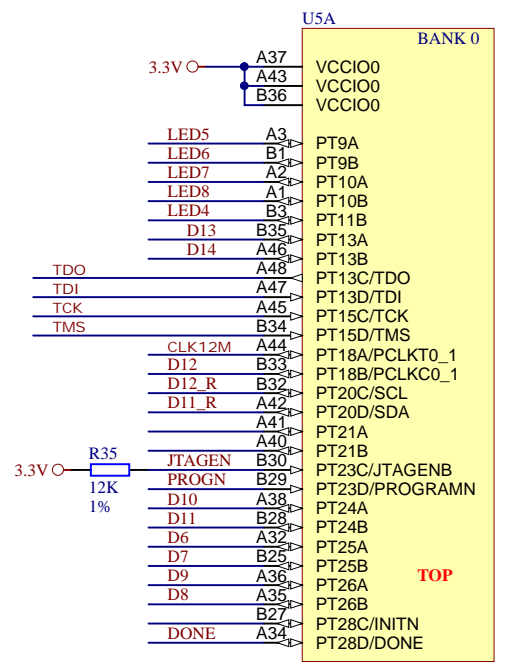 U5A
BANK 0
3.3V
A37 VCCIO0
A43 VCCIO0
B36 VCCIO0
LED5 A3 PT9A
LED6 B1 PT9B
LED7 A2 PT10A
LED8 A1 PT10B
LED4 B3 PT11B
D13 B35 PT13A
D14 A46 PT13B
TDO A48 PT13C/TDO
TDI A47 PT13D/TDI
TCK A45 PT15C/TCK
TMS B34 PT15D/TMS
CLK12M A44 PT18A/PCLKT0_1
D12 B33 PT18B/PCLKC0_1
D12_R B32 PT20C/SCL
D11_R A42 PT20D/SDA
A41 PT21A
A40 PT21B
3.3V R35 12K 1% JTAGEN B30 PT23C/JTAGENB
PROGN B29 PT23D/PROGRAMN
D10 A38 PT24A
D11 B28 PT24B
D6 A32 PT25A
D7 B25 PT25B
D9 A36 PT26A
TOP
D8 A35 PT26B
B27 PT28C/INITN
DONE A34 PT28D/DONE